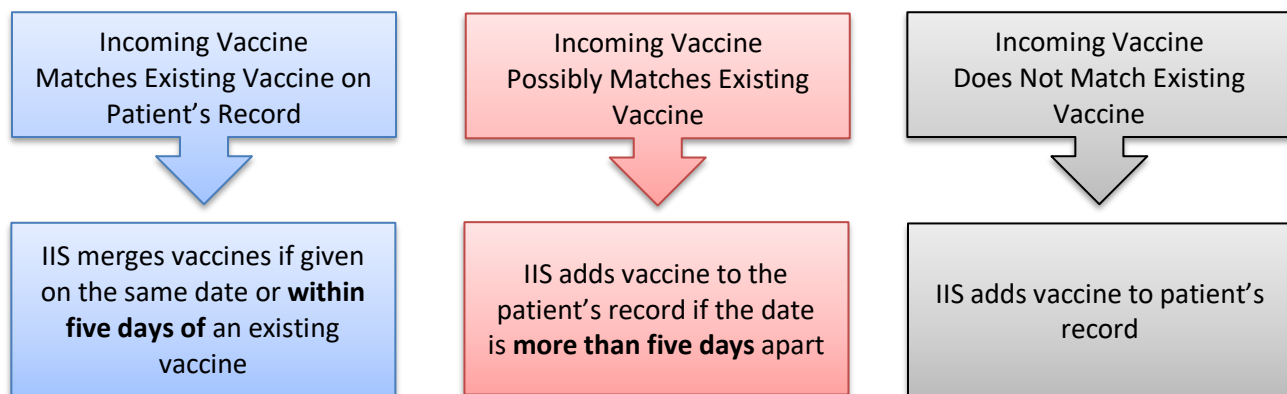 Incoming Vaccine
Matches Existing Vaccine on
Patient’s Record
Incoming Vaccine
Possibly Matches Existing
Vaccine
Incoming Vaccine
Does Not Match Existing
Vaccine
IIS merges vaccines if given
on the same date or within
five days of an existing
vaccine
IIS adds vaccine to the
patient’s record if the date
is more than five days apart
IIS adds vaccine to patient’s
record